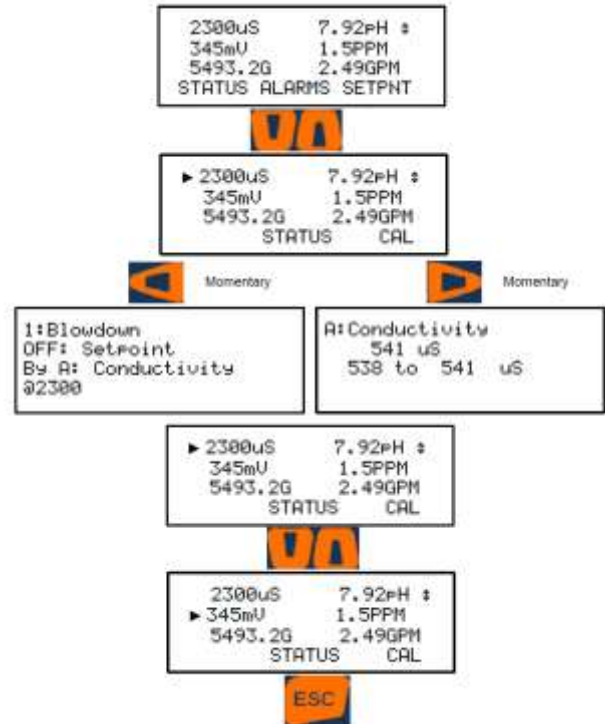 2300uS 7.92pH
345mV 1.5PPM
5493.2G 2.49GPM
STATUS ALARMS SETPNT
2300uS 7.92pH
345mV 1.5PPM
5493.2G 2.49GPM
STATUS CAL
Momentary
Momentary
1:Blowdown
OFF: Setpoint
By A: Conductivity
@2300
A:Conductivity
541 uS
538 to 541 uS
2300uS 7.92pH
345mV 1.5PPM
5493.2G 2.49GPM
STATUS CAL
2300uS 7.92pH
345mV 1.5PPM
5493.2G 2.49GPM
STATUS CAL
ESC